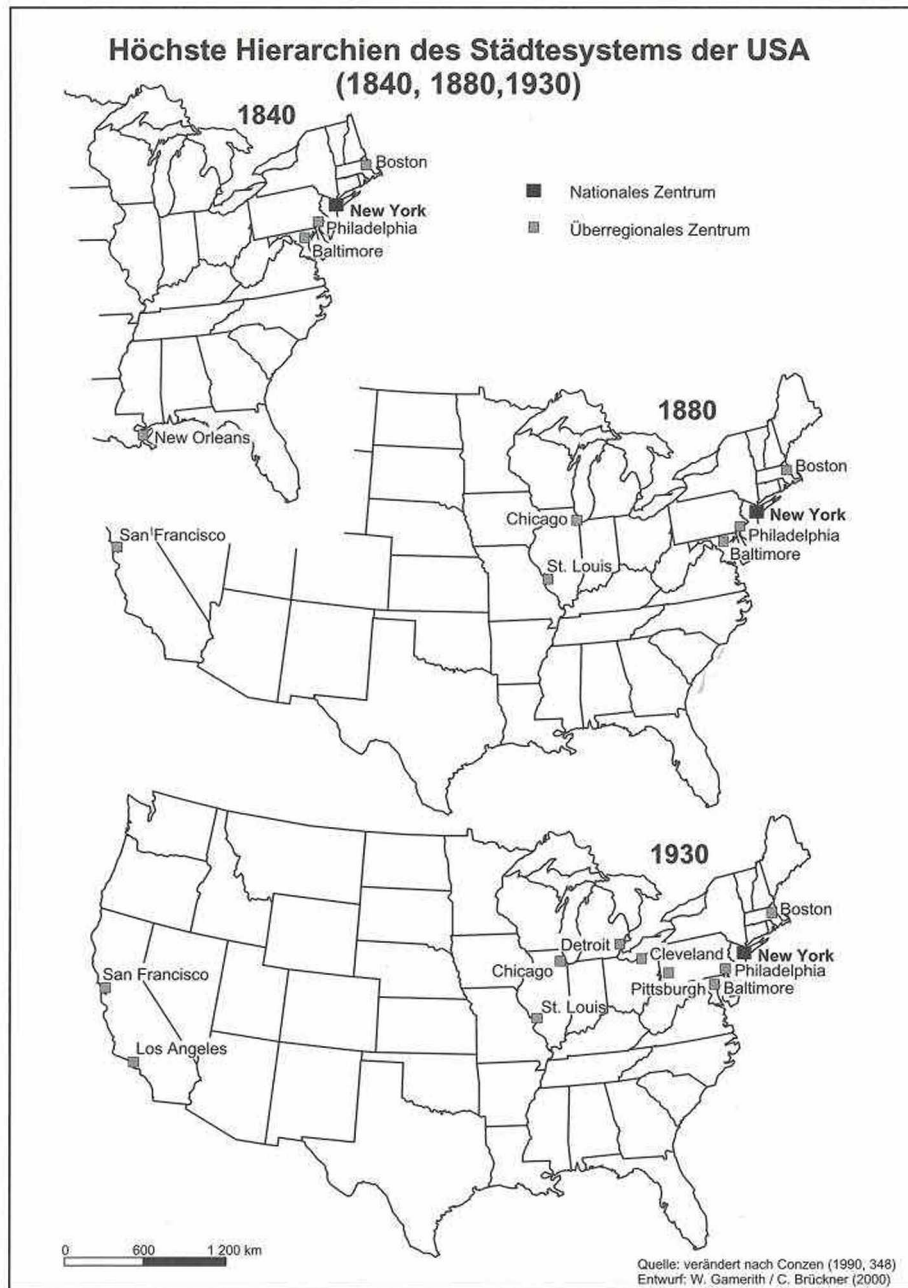 Höchste Hierarchien des Städtesystems der USA
(1840, 1880,1930)
1840
Boston
New York
Philadelphia
Baltimore
New Orleans
Nationales Zentrum
Überregionales Zentrum
1880
Boston
New York
Philadelphia
Baltimore
Chicago
St. Louis
San Francisco
1930
Boston
New York
Philadelphia
Baltimore
Detroit
Cleveland
Chicago
Pittsburgh
St. Louis
San Francisco
Los Angeles
0 600 1 200 km
Quelle: verändert nach Conzen (1990, 348)
Entwurf: W. Gamerith / C. Brückner (2000)